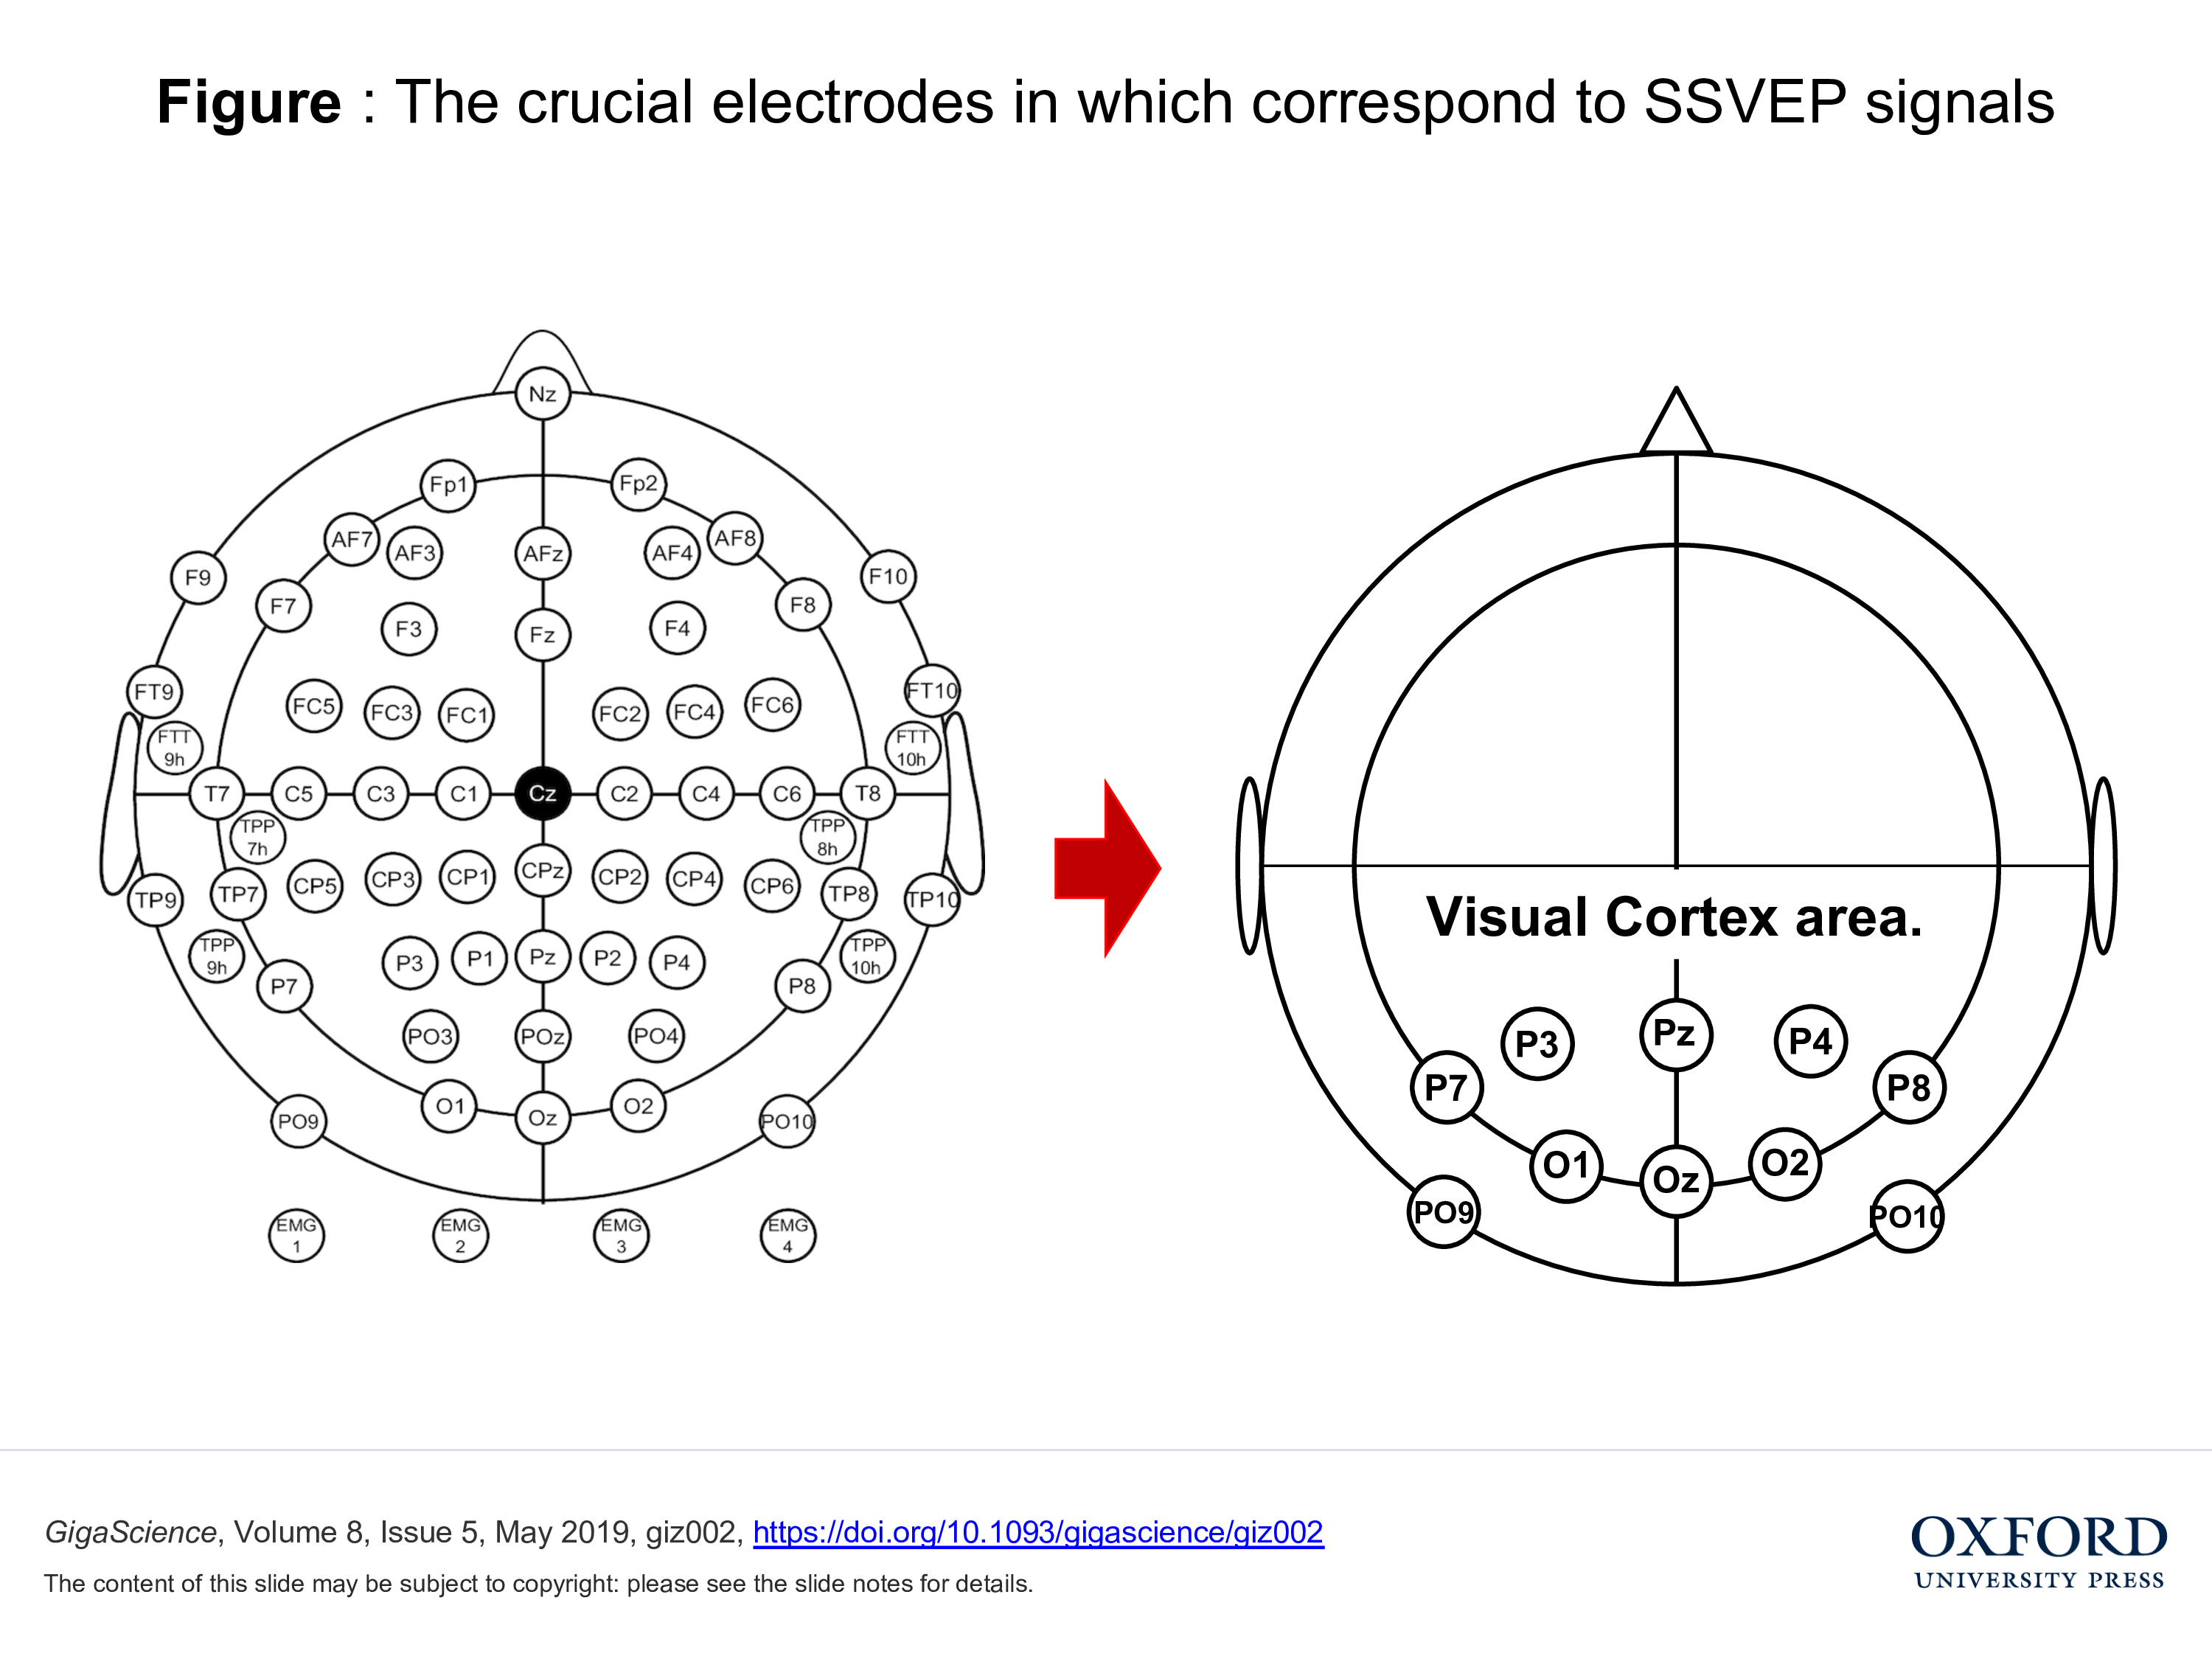 Figure : The crucial electrodes in which correspond to SSVEP signals
Nz
Fp1 Fp2
AF7 AF3 AFz AF4 AF8
F9 F7 F3 Fz F4 F8 F10
FT9 FC5 FC3 FC1 FC2 FC4 FC6 FT10
FTT
9h
FTT
10h
T7 C5 C3 C1 Cz C2 C4 C6 T8
TPP
7h
TPP
8h
TP9 TP7 CP5 CP3 CP1 CPz CP2 CP4 CP6 TP8 TP10
TPP
9h
TPP
10h
P7 P3 P1 Pz P2 P4 P8
PO3 POz PO4
PO9 O1 Oz O2 PO10
EMG
1
EMG
2
EMG
3
EMG
4
Visual Cortex area.
P7 P3 Pz P4 P8
O1 Oz O2
PO9 PO10
GigaScience, Volume 8, Issue 5, May 2019, giz002, https://doi.org/10.1093/gigascience/giz002
The content of this slide may be subject to copyright: please see the slide notes for details.
OXFORD
UNIVERSITY PRESS